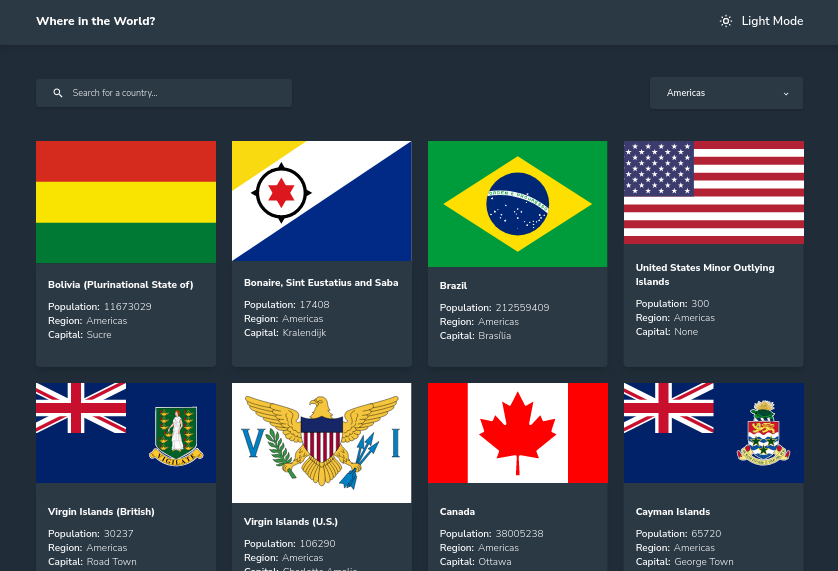 Where in the World?
Light Mode
Search for a country...
Americas
Bolivia (Plurinational State of)
Population: 11673029
Region: Americas
Capital: Sucre
Bonaire, Sint Eustatius and Saba
Population: 17408
Region: Americas
Capital: Kralendijk
Brazil
Population: 212559409
Region: Americas
Capital: Brasília
United States Minor Outlying
Islands
Population: 300
Region: Americas
Capital: None
VIGILATE
Virgin Islands (British)
Population: 30237
Region: Americas
Capital: Road Town
V I
Virgin Islands (U.S.)
Population: 106290
Region: Americas
Capital: Charlotte Amalie
Canada
Population: 38005238
Region: Americas
Capital: Ottawa
Cayman Islands
Population: 65720
Region: Americas
Capital: George Town